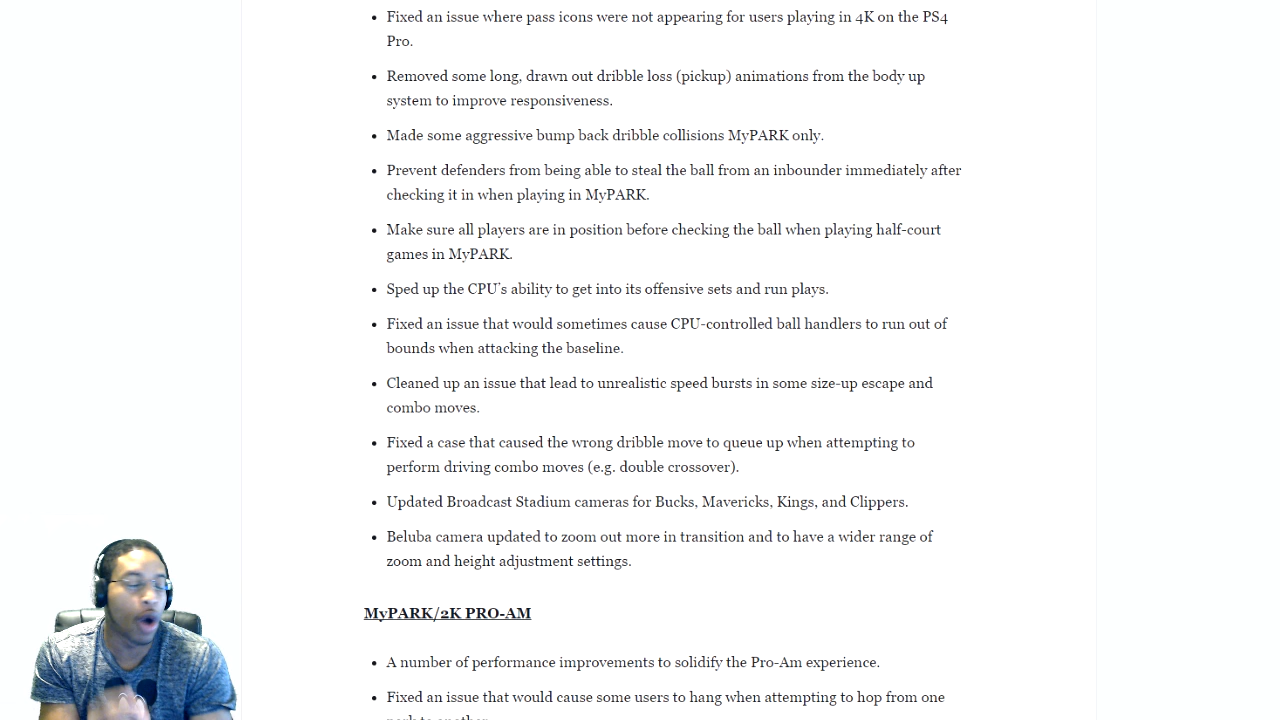 Fixed an issue where pass icons were not appearing for users playing in 4K on the PS4
Pro.
Removed some long, drawn out dribble loss (pickup) animations from the body up
system to improve responsiveness.
Made some aggressive bump back dribble collisions MyPARK only.
Prevent defenders from being able to steal the ball from an inbounder immediately after
checking it in when playing in MyPARK.
Make sure all players are in position before checking the ball when playing half-court
games in MyPARK.
Sped up the CPU's ability to get into its offensive sets and run plays.
Fixed an issue that would sometimes cause CPU-controlled ball handlers to run out of
bounds when attacking the baseline.
Cleaned up an issue that lead to unrealistic speed bursts in some size-up escape and
combo moves.
Fixed a case that caused the wrong dribble move to queue up when attempting to
perform driving combo moves (e.g. double crossover).
Updated Broadcast Stadium cameras for Bucks, Mavericks, Kings, and Clippers.
Beluba camera updated to zoom out more in transition and to have a wider range of
zoom and height adjustment settings.
MyPARK/2K PRO-AM
A number of performance improvements to solidify the Pro-Am experience.
Fixed an issue that would cause some users to hang when attempting to hop from one